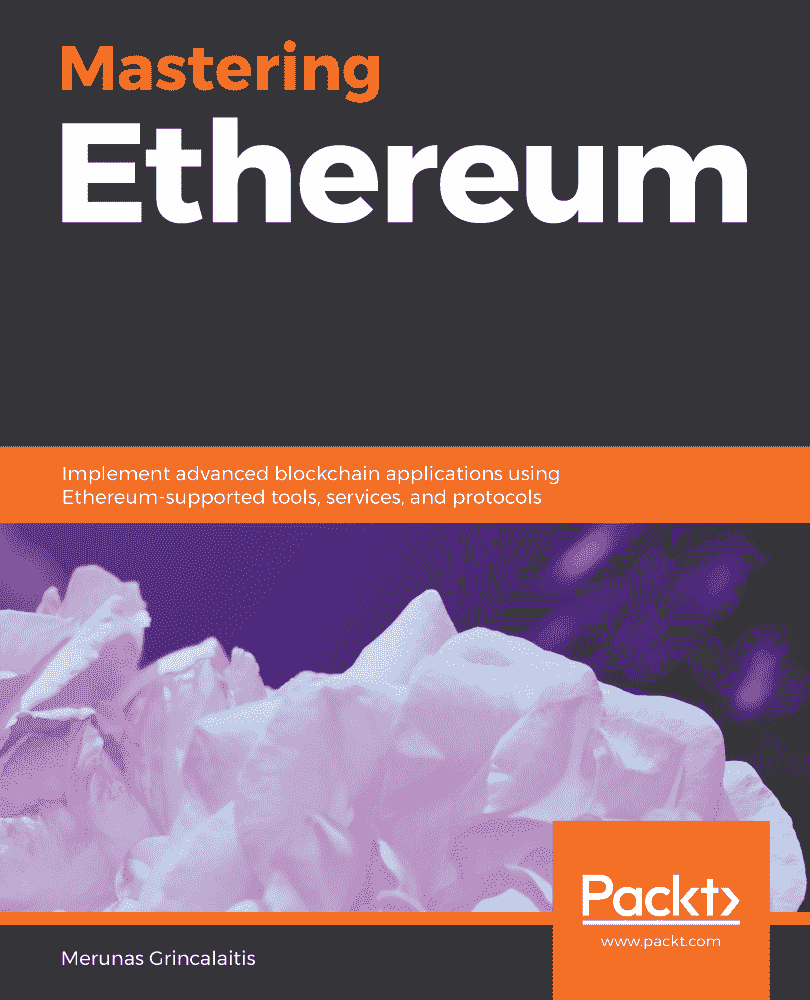 Mastering
Ethereum
Implement advanced blockchain applications using
Ethereum-supported tools, services, and protocols
Packt>
www.packt.com
Merunas Grincalaitis